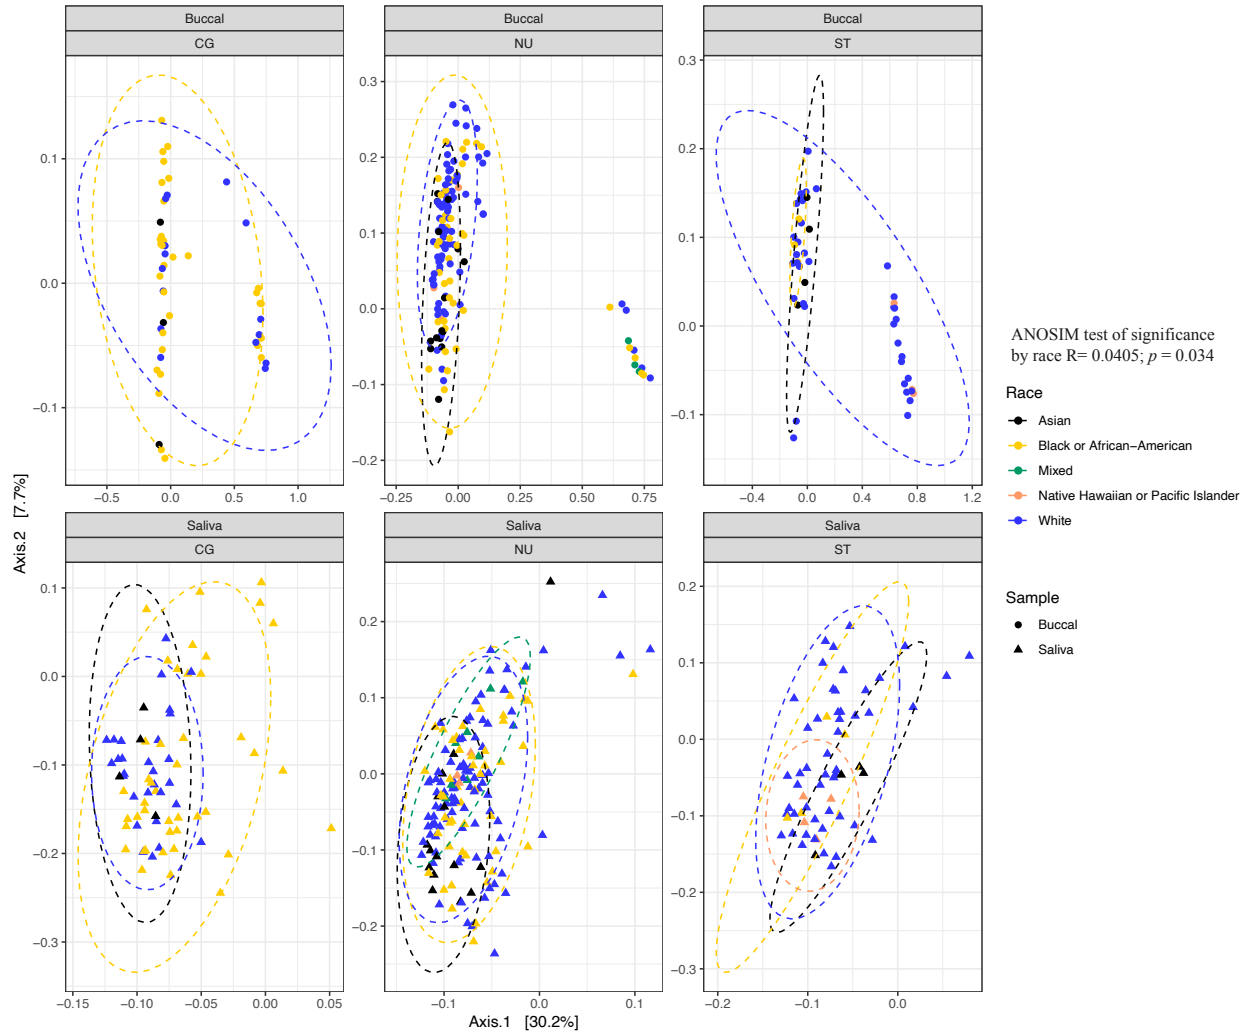 Buccal
CG
Buccal
NU
Buccal
ST
0.1
0.0
−0.1
−0.5
0.0
0.5
1.0
0.3
0.2
0.1
0.0
−0.1
−0.2
−0.25
0.00
0.25
0.50
0.75
0.3
0.2
0.1
0.0
−0.1
−0.4
0.0
0.4
0.8
1.2
Axis.2 [7.7%]
Saliva
CG
Saliva
NU
Saliva
ST
0.1
0.0
−0.1
−0.2
−0.3
−0.15
−0.10
−0.05
0.00
0.05
0.2
0.1
0.0
−0.1
−0.2
−0.1
0.0
0.1
0.2
0.1
0.0
−0.1
−0.2
−0.3
−0.2
−0.1
0.0
Axis.1 [30.2%]
ANOSIM test of significance
by race R= 0.0405; p = 0.034
Race
Asian
Black or African−American
Mixed
Native Hawaiian or Pacific Islander
White
Sample
Buccal
Saliva